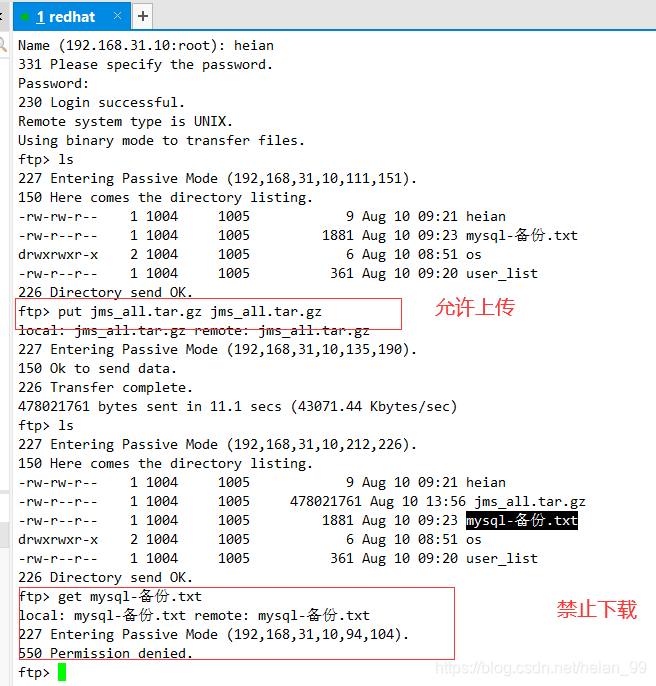 1 redhat × +
Name (192.168.31.10:root): heian
331 Please specify the password.
Password:
230 Login successful.
Remote system type is UNIX.
Using binary mode to transfer files.
ftp> ls
227 Entering Passive Mode (192,168,31,10,111,151).
150 Here comes the directory listing.
-rw-rw-r-- 1 1004 1005 9 Aug 10 09:21 heian
-rw-r--r-- 1 1004 1005 1881 Aug 10 09:23 mysql-备份.txt
drwxrwxr-x 2 1004 1005 6 Aug 10 08:51 os
-rw-r--r-- 1 1004 1005 361 Aug 10 09:20 user_list
226 Directory send OK.
ftp> put jms_all.tar.gz jms_all.tar.gz
允许上传
local: jms_all.tar.gz remote: jms_all.tar.gz
227 Entering Passive Mode (192,168,31,10,135,190).
150 Ok to send data.
226 Transfer complete.
478021761 bytes sent in 11.1 secs (43071.44 Kbytes/sec)
ftp> ls
227 Entering Passive Mode (192,168,31,10,212,226).
150 Here comes the directory listing.
-rw-rw-r-- 1 1004 1005 9 Aug 10 09:21 heian
-rw-r--r-- 1 1004 1005 478021761 Aug 10 13:56 jms_all.tar.gz
-rw-r--r-- 1 1004 1005 1881 Aug 10 09:23 mysql-备份.txt
drwxrwxr-x 2 1004 1005 6 Aug 10 08:51 os
-rw-r--r-- 1 1004 1005 361 Aug 10 09:20 user_list
226 Directory send OK.
ftp> get mysql-备份.txt
禁止下载
local: mysql-备份.txt remote: mysql-备份.txt
227 Entering Passive Mode (192,168,31,10,94,104).
550 Permission denied.
ftp>
https://blog.csdn.net/heian_99